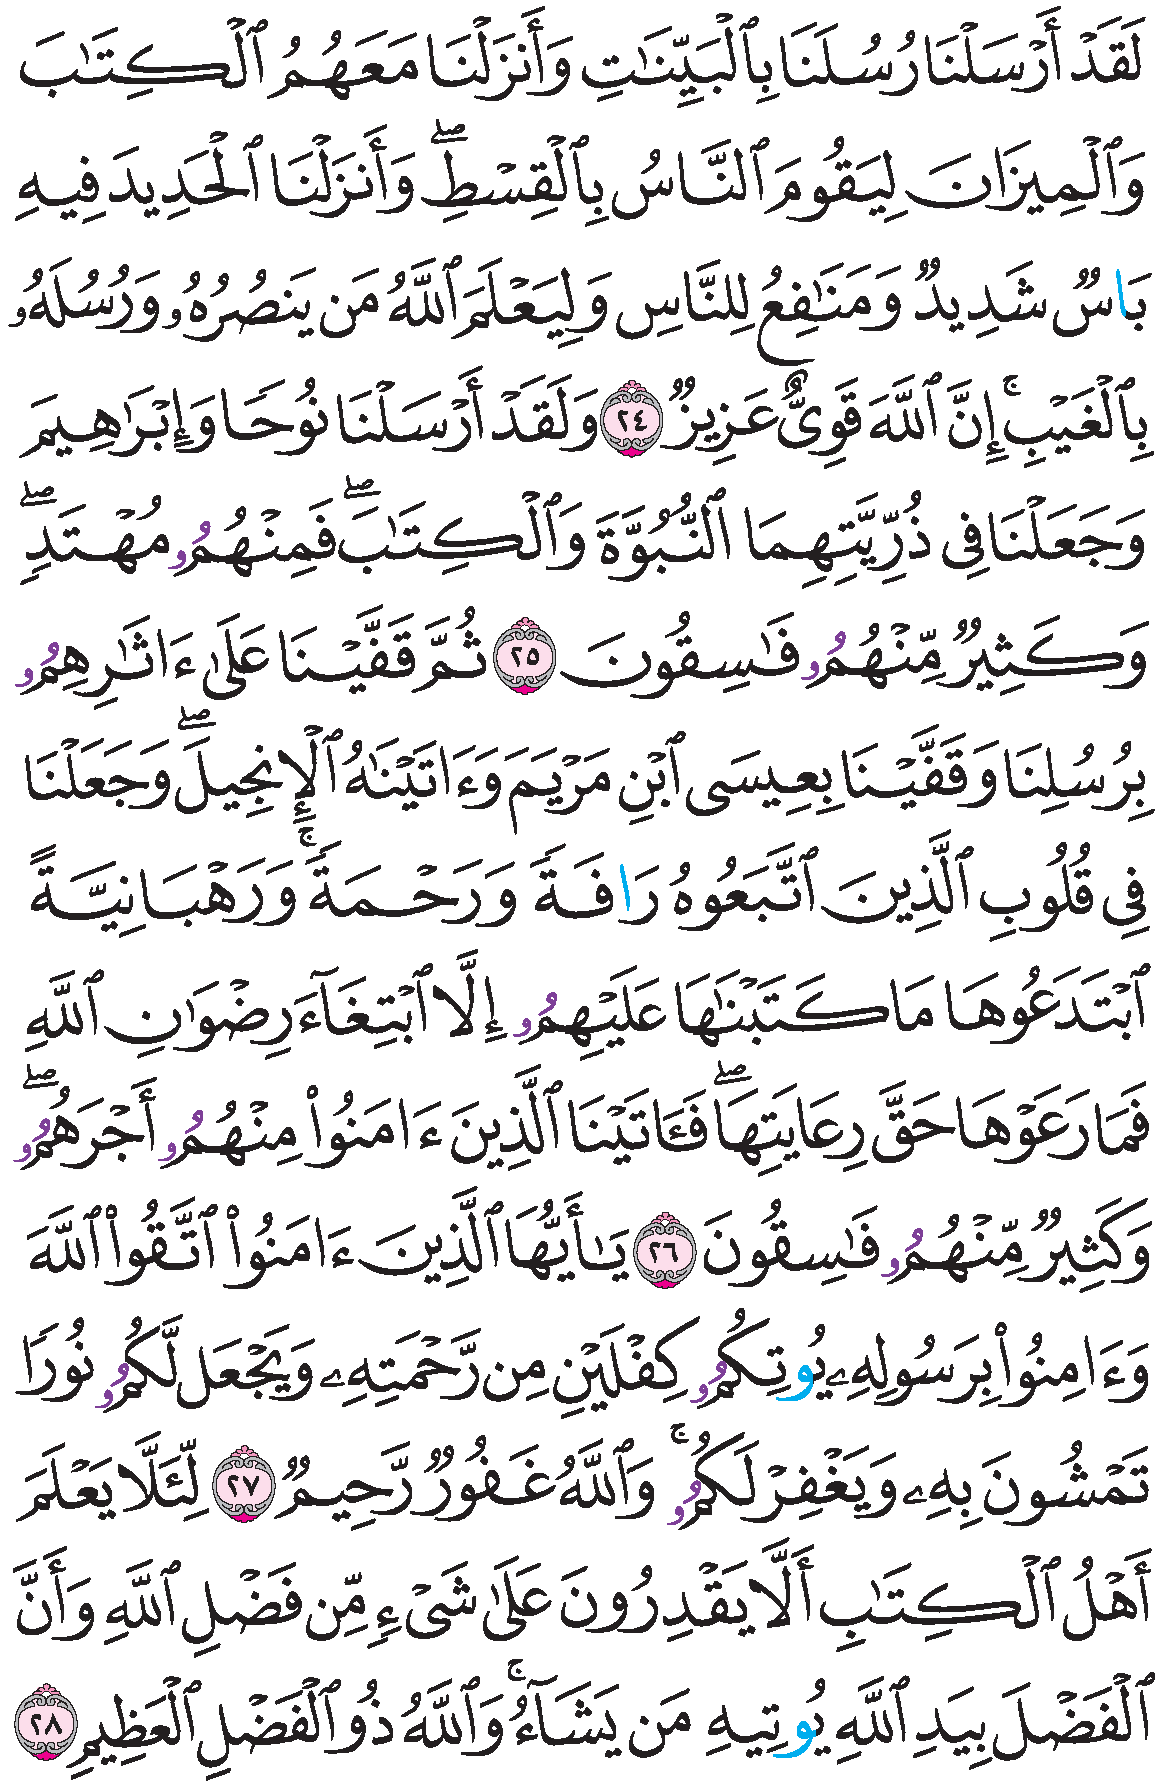 لَقَدْ أَرْسَلْنَا رُسُلَنَا بِٱلْبَيِّنَٰتِ وَأَنزَلْنَا مَعَهُمُ ٱلْكِتَٰبَ
وَٱلْمِيزَانَ لِيَقُومَ ٱلنَّاسُ بِٱلْقِسْطِۖ وَأَنزَلْنَا ٱلْحَدِيدَ فِيهِ
بَاسٌ شَدِيدٌ وَمَنَٰفِعُ لِلنَّاسِ وَلِيَعْلَمَ ٱللَّهُ مَن يَنصُرُهُۥ وَرُسُلَهُۥ
بِٱلْغَيْبِۚ إِنَّ ٱللَّهَ قَوِيٌّ عَزِيزٌ ٢٤ وَلَقَدْ أَرْسَلْنَا نُوحًا وَإِبْرَٰهِيمَ
وَجَعَلْنَا فِي ذُرِّيَّتِهِمَا ٱلنُّبُوَّةَ وَٱلْكِتَٰبَۖ فَمِنْهُمُۥ مُهْتَدٍۖ
وَكَثِيرٌ مِّنْهُمُۥ فَٰسِقُونَ ٢٥ ثُمَّ قَفَّيْنَا عَلَىٰ ءَاثَٰرِهِمُۥ
بِرُسُلِنَا وَقَفَّيْنَا بِعِيسَى ٱبْنِ مَرْيَمَ وَءَاتَيْنَٰهُ ٱلْإِنجِيلَۖ وَجَعَلْنَا
فِي قُلُوبِ ٱلَّذِينَ ٱتَّبَعُوهُ رَافَةً وَرَحْمَةًۚ وَرَهْبَانِيَّةً
ٱبْتَدَعُوهَا مَا كَتَبْنَٰهَا عَلَيْهِمُۥ إِلَّا ٱبْتِغَآءَ رِضْوَٰنِ ٱللَّهِ
فَمَا رَعَوْهَا حَقَّ رِعَايَتِهَاۖ فَـَٔاتَيْنَا ٱلَّذِينَ ءَامَنُوا۟ مِنْهُمُۥ أَجْرَهُمُۥۖ
وَكَثِيرٌ مِّنْهُمُۥ فَٰسِقُونَ ٢٦ يَٰٓأَيُّهَا ٱلَّذِينَ ءَامَنُوا۟ ٱتَّقُوا۟ ٱللَّهَ
وَءَامِنُوا۟ بِرَسُولِهِۦ يُوتِكُمُۥ كِفْلَيْنِ مِن رَّحْمَتِهِۦ وَيَجْعَل لَّكُمُۥ نُورًا
تَمْشُونَ بِهِۦ وَيَغْفِرْ لَكُمُۥۚ وَٱللَّهُ غَفُورٌ رَّحِيمٌ ٢٧ لِّئَلَّا يَعْلَمَ
أَهْلُ ٱلْكِتَٰبِ أَلَّا يَقْدِرُونَ عَلَىٰ شَيْءٍ مِّن فَضْلِ ٱللَّهِ وَأَنَّ
ٱلْفَضْلَ بِيَدِ ٱللَّهِ يُوتِيهِ مَن يَشَآءُۚ وَٱللَّهُ ذُو ٱلْفَضْلِ ٱلْعَظِيمِ ٢٨